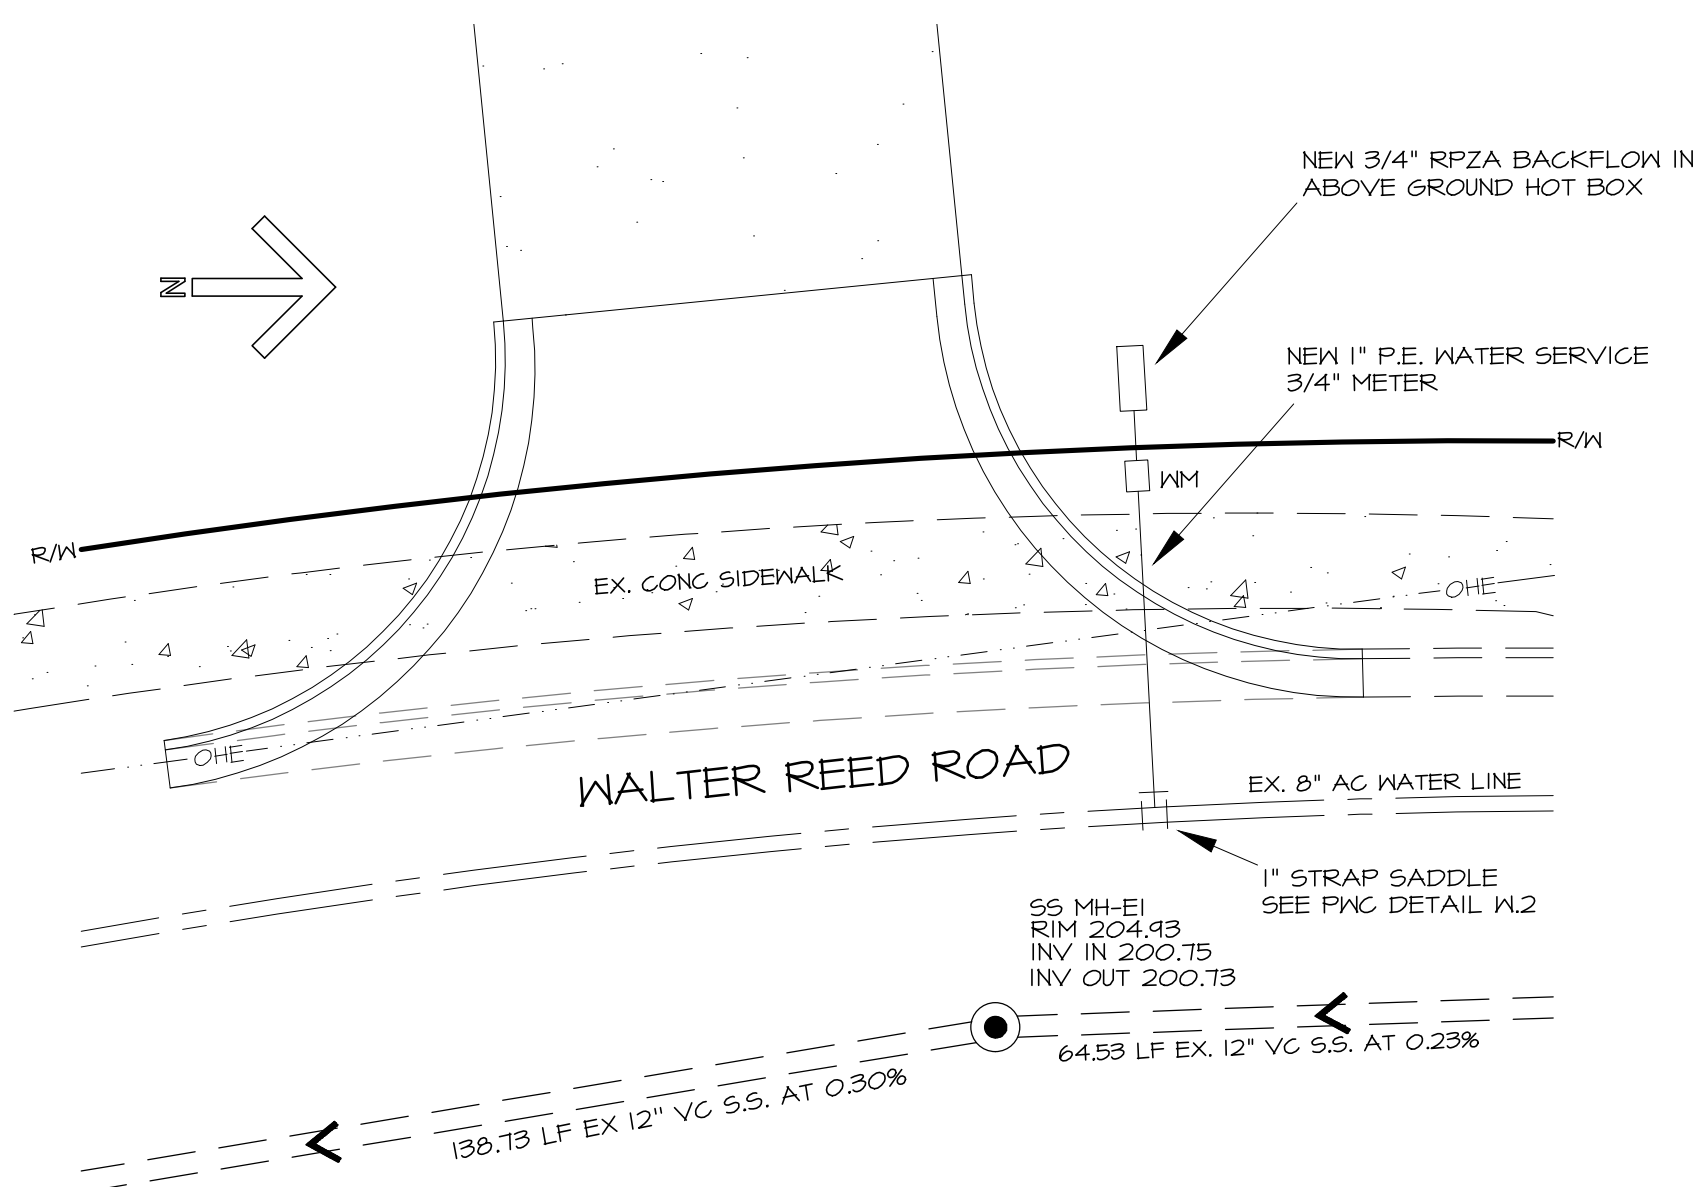 NEW 3/4" RPZA BACKFLOW IN
ABOVE GROUND HOT BOX
N
NEW 1" P.E. WATER SERVICE
3/4" METER
R/W
WM
R/W
EX. CONC SIDEWALK
OHE
OHE
WALTER REED ROAD
EX. 8" AC WATER LINE
1" STRAP SADDLE
SEE PWC DETAIL W.2
SS MH-E1
RIM 204.93
INV IN 200.75
INV OUT 200.73
64.53 LF EX. 12" VC S.S. AT 0.23%
138.73 LF EX 12" VC S.S. AT 0.30%